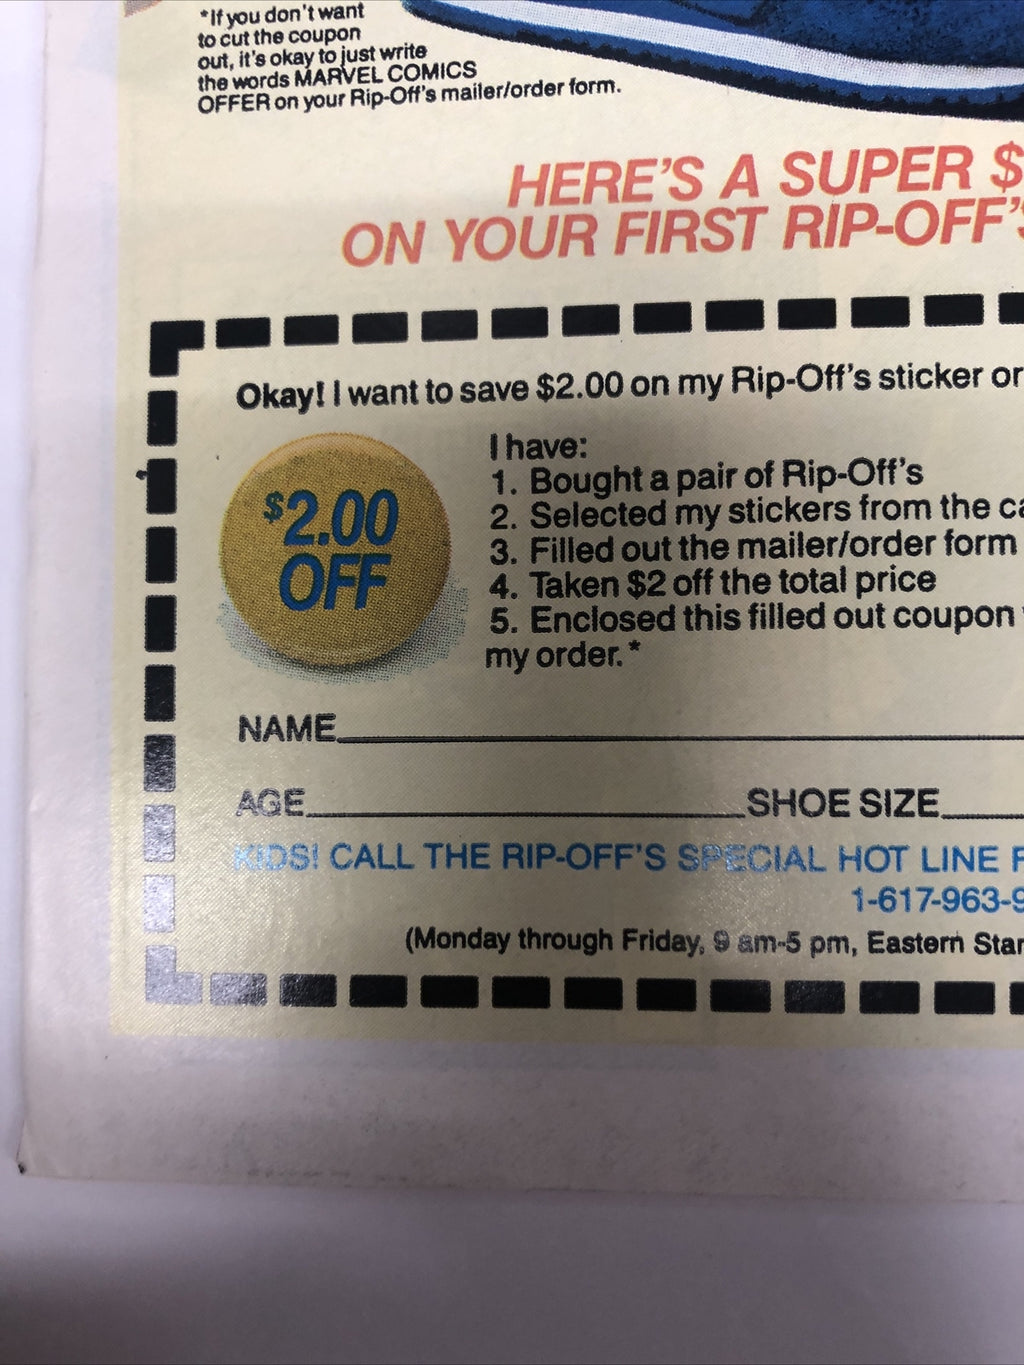 *If you don't want
to cut the coupon
out, it's okay to just write
the words MARVEL COMICS
OFFER on your Rip-Off's mailer/order form.
HERE'S A SUPER $
ON YOUR FIRST RIP-OFF'S
Okay! I want to save $2.00 on my Rip-Off's sticker or
$2.00
OFF
I have:
1. Bought a pair of Rip-Off's
2. Selected my stickers from the
3. Filled out the mailer/order form
4. Taken $2 off the total price
5. Enclosed this filled out coupon
my order.*
NAME
AGE SHOE SIZE
KIDS! CALL THE RIP-OFF'S SPECIAL HOT LINE
1-617-963-9
(Monday through Friday, 9 am-5 pm, Eastern